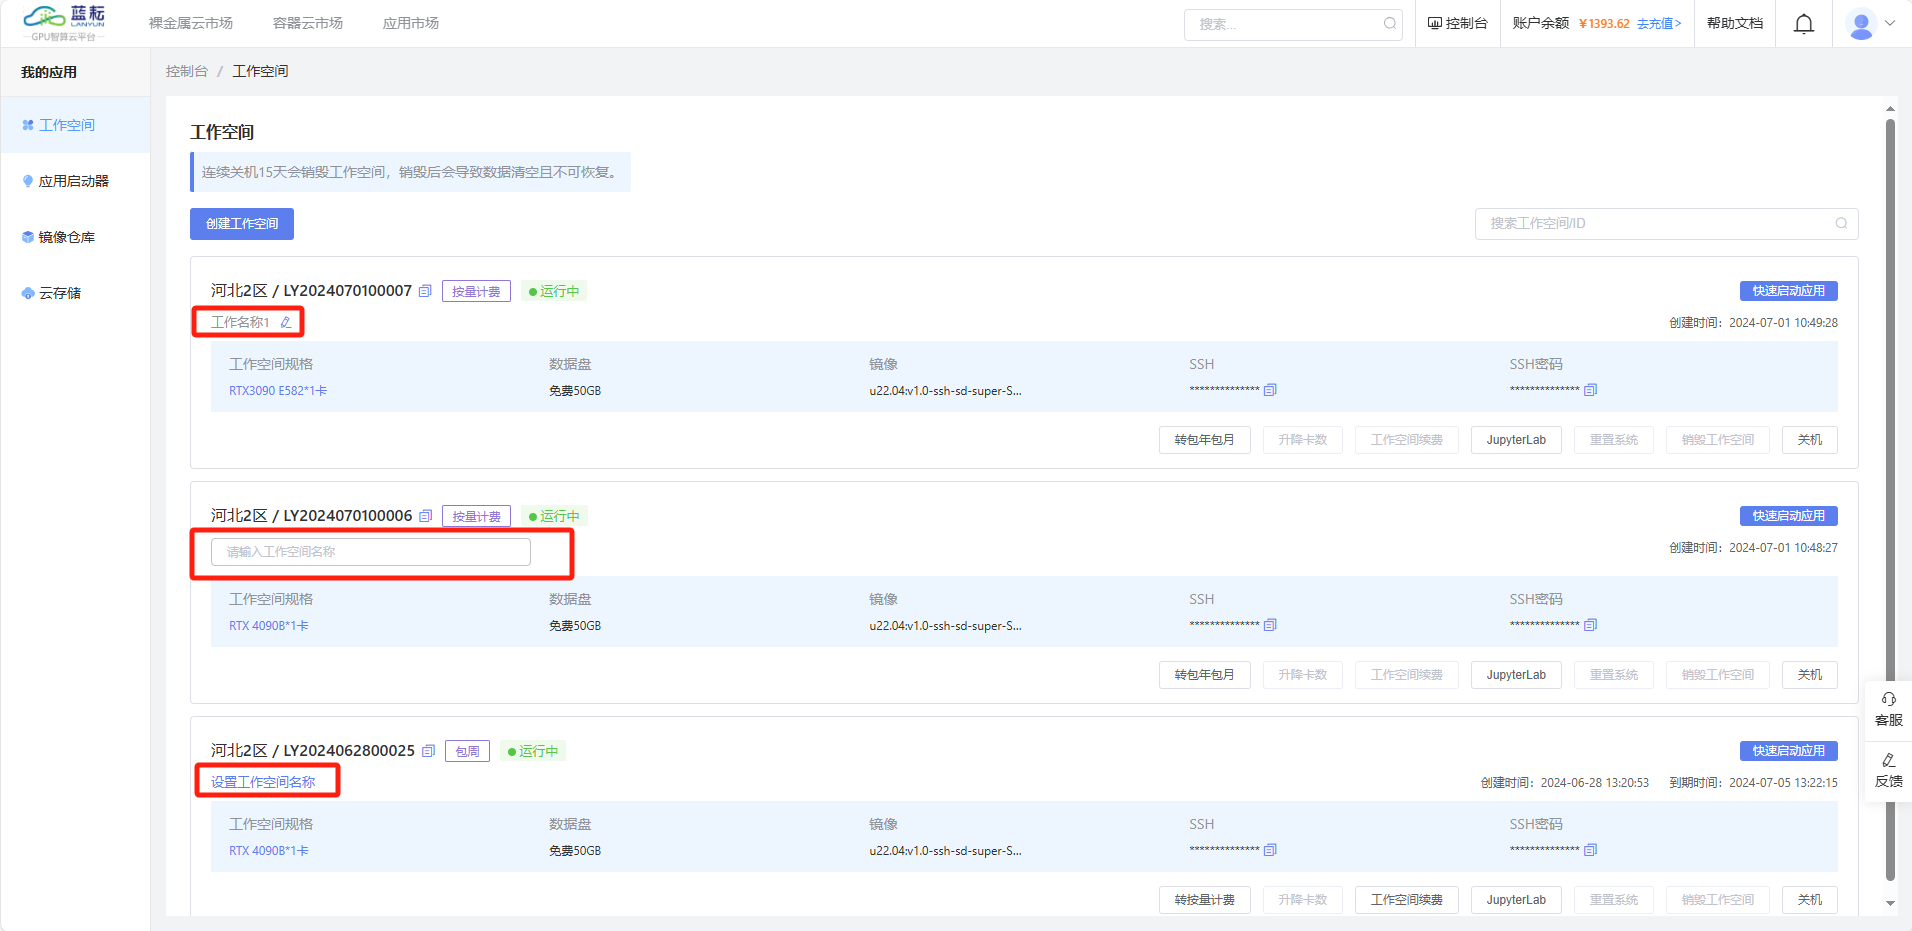 蓝耘
LANYUN
GPU智算云平台
裸金属云市场 容器云市场 应用市场
搜索...
控制台
账户余额 ¥1393.62 去充值>
帮助文档
我的应用
工作空间
应用启动器
镜像仓库
云存储
控制台 / 工作空间
工作空间
连续关机15天会销毁工作空间，销毁后会导致数据清空且不可恢复。
创建工作空间
搜索工作空间/ID
河北2区 / LY2024070100007 按量计费 运行中
快速启动应用
工作名称1
创建时间：2024-07-01 10:49:28
工作空间规格 数据盘 镜像 SSH SSH密码
RTX3090 E582*1卡 免费50GB u22.04:v1.0-ssh-sd-super-S... ************** **************
转包年包月 升降卡数 工作空间续费 JupyterLab 重置系统 销毁工作空间 关机
河北2区 / LY2024070100006 按量计费 运行中
快速启动应用
请输入工作空间名称
创建时间：2024-07-01 10:48:27
工作空间规格 数据盘 镜像 SSH SSH密码
RTX 4090B*1卡 免费50GB u22.04:v1.0-ssh-sd-super-S... ************** **************
转包年包月 升降卡数 工作空间续费 JupyterLab 重置系统 销毁工作空间 关机
河北2区 / LY2024062800025 包周 运行中
快速启动应用
设置工作空间名称
创建时间：2024-06-28 13:20:53 到期时间：2024-07-05 13:22:15
工作空间规格 数据盘 镜像 SSH SSH密码
RTX 4090B*1卡 免费50GB u22.04:v1.0-ssh-sd-super-S... ************** **************
转按量计费 升降卡数 工作空间续费 JupyterLab 重置系统 销毁工作空间 关机
客服
反馈